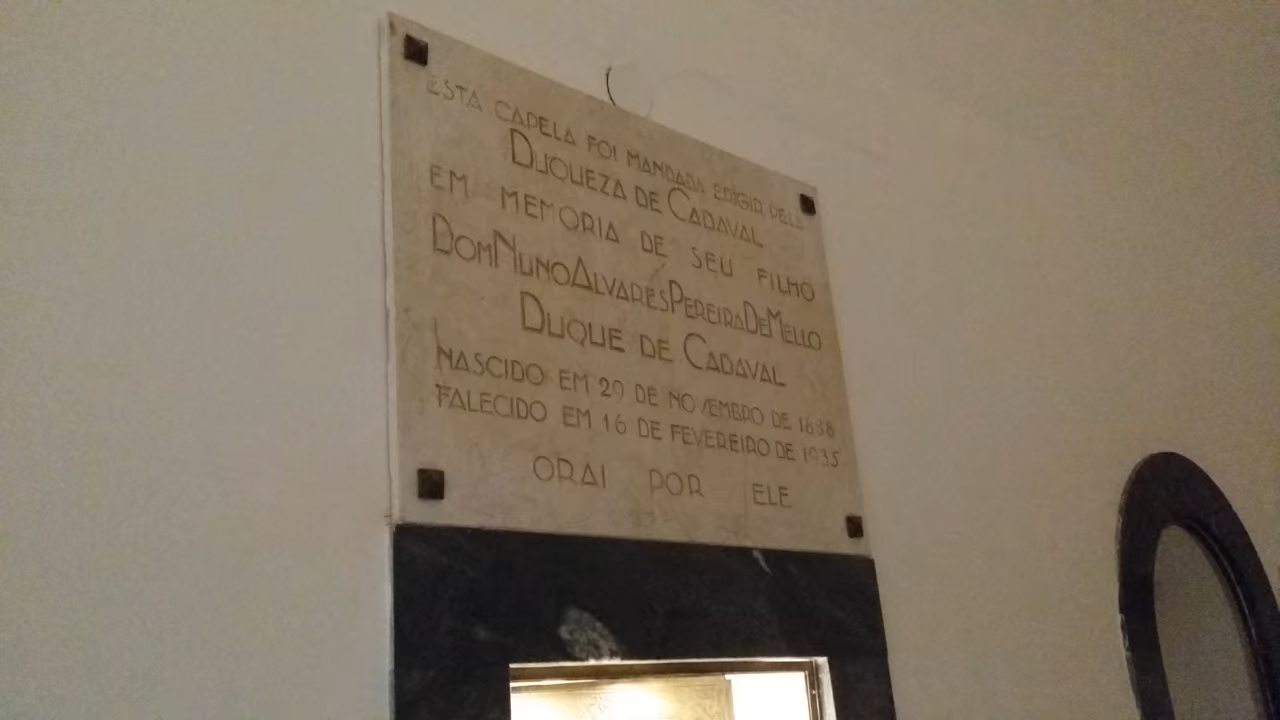 ESTA CAPELA FOI MANDADA ERIGIR PELA
DUQUEZA DE CADAVAL
EM MEMORIA DE SEU FILHO
DOM NUNO ALVARES PEREIRA DE MELLO
DUQUE DE CADAVAL
NASCIDO EM 29 DE NOVEMBRO DE 1888
FALECIDO EM 16 DE FEVEREIRO DE 1935
ORAI POR ELE